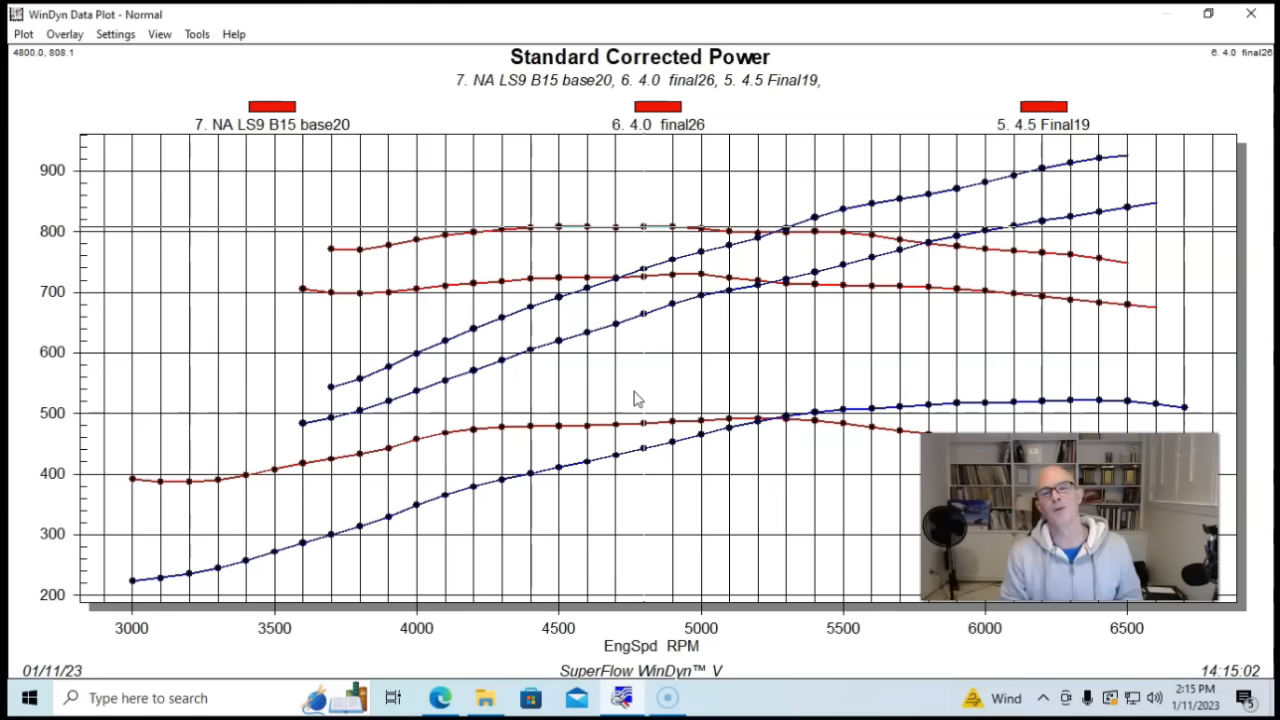 WinDyn Data Plot - Normal
Plot Overlay Settings View Tools Help
4800.0, 808.1
6. 4.0 final26
Standard Corrected Power
7. NA LS9 B15 base20, 6. 4.0 final26, 5. 4.5 Final19,
7. NA LS9 B15 base20 6. 4.0 final26 5. 4.5 Final19
900
800
700
600
500
400
300
200
3000 3500 4000 4500 5000 5500 6000 6500
EngSpd RPM
01/11/23 SuperFlow WinDyn™ V 14:15:02
Type here to search
Wind
2:15 PM
1/11/2023
5